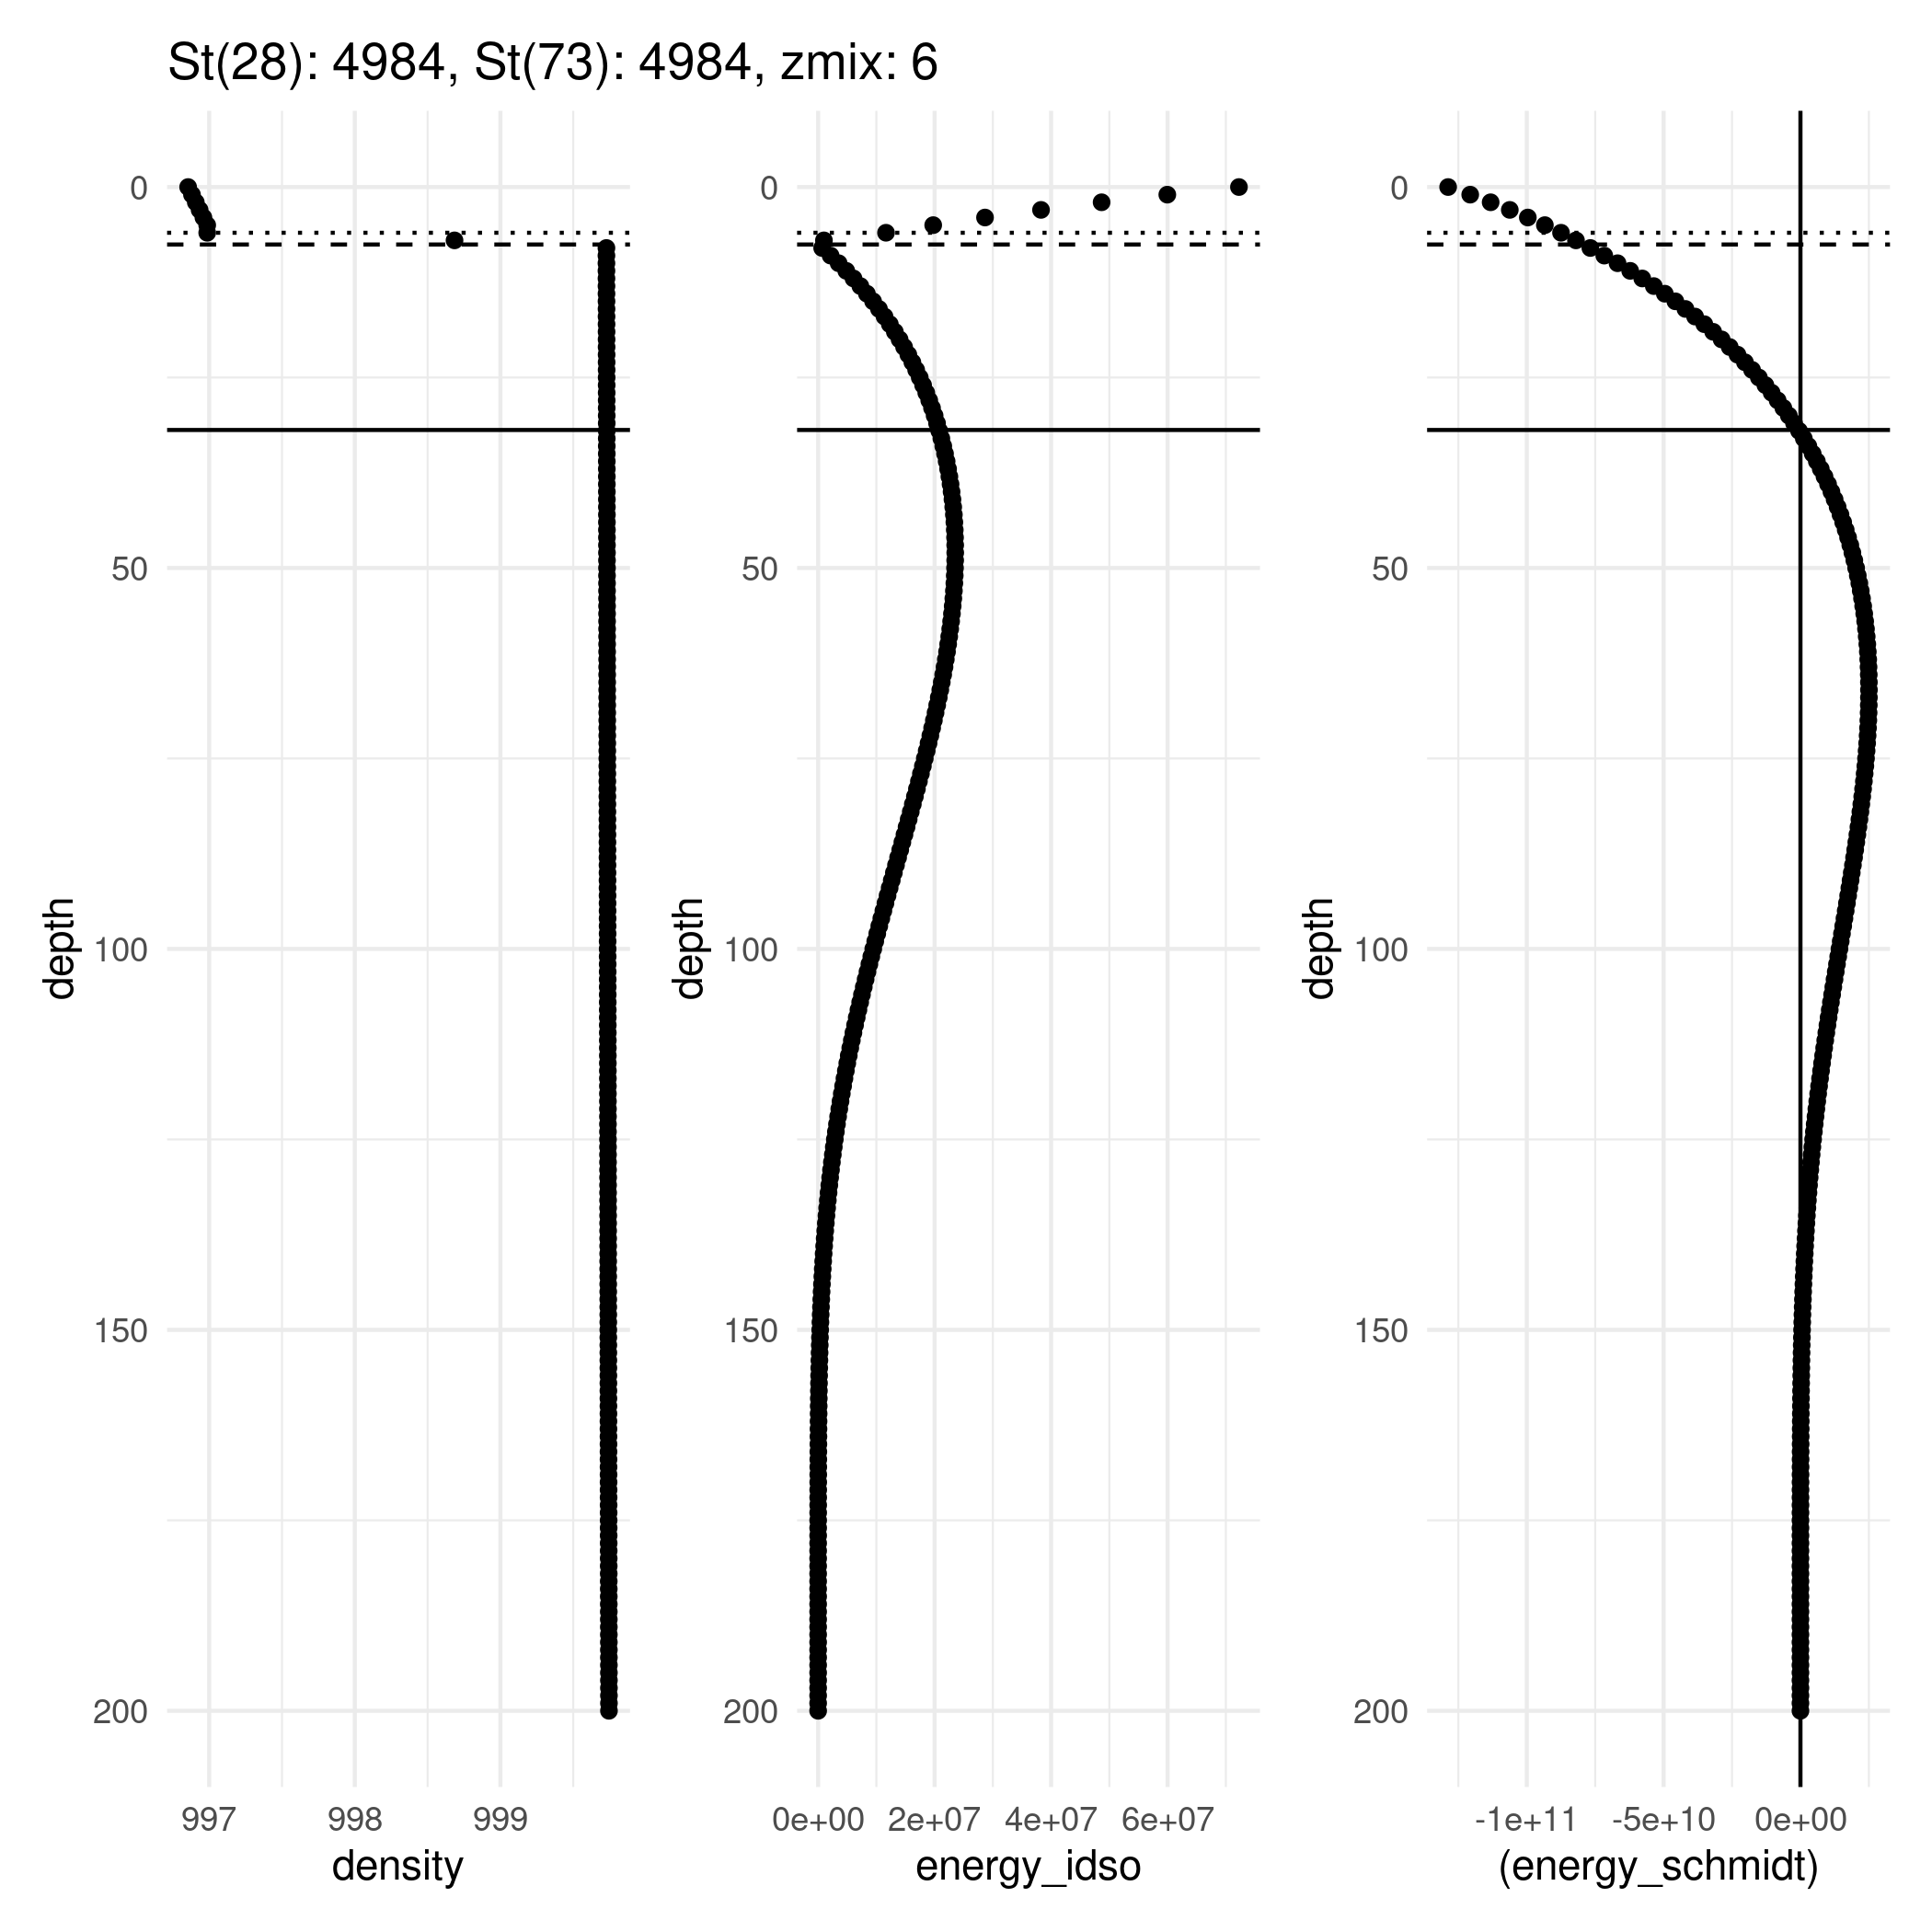 St(28): 4984, St(73): 4984, zmix: 6
0
50
100
150
200
depth
997
998
999
density
0
50
100
150
200
depth
0e+00
2e+07
4e+07
6e+07
energy_idso
0
50
100
150
200
depth
-1e+11
-5e+10
0e+00
(energy_schmidt)